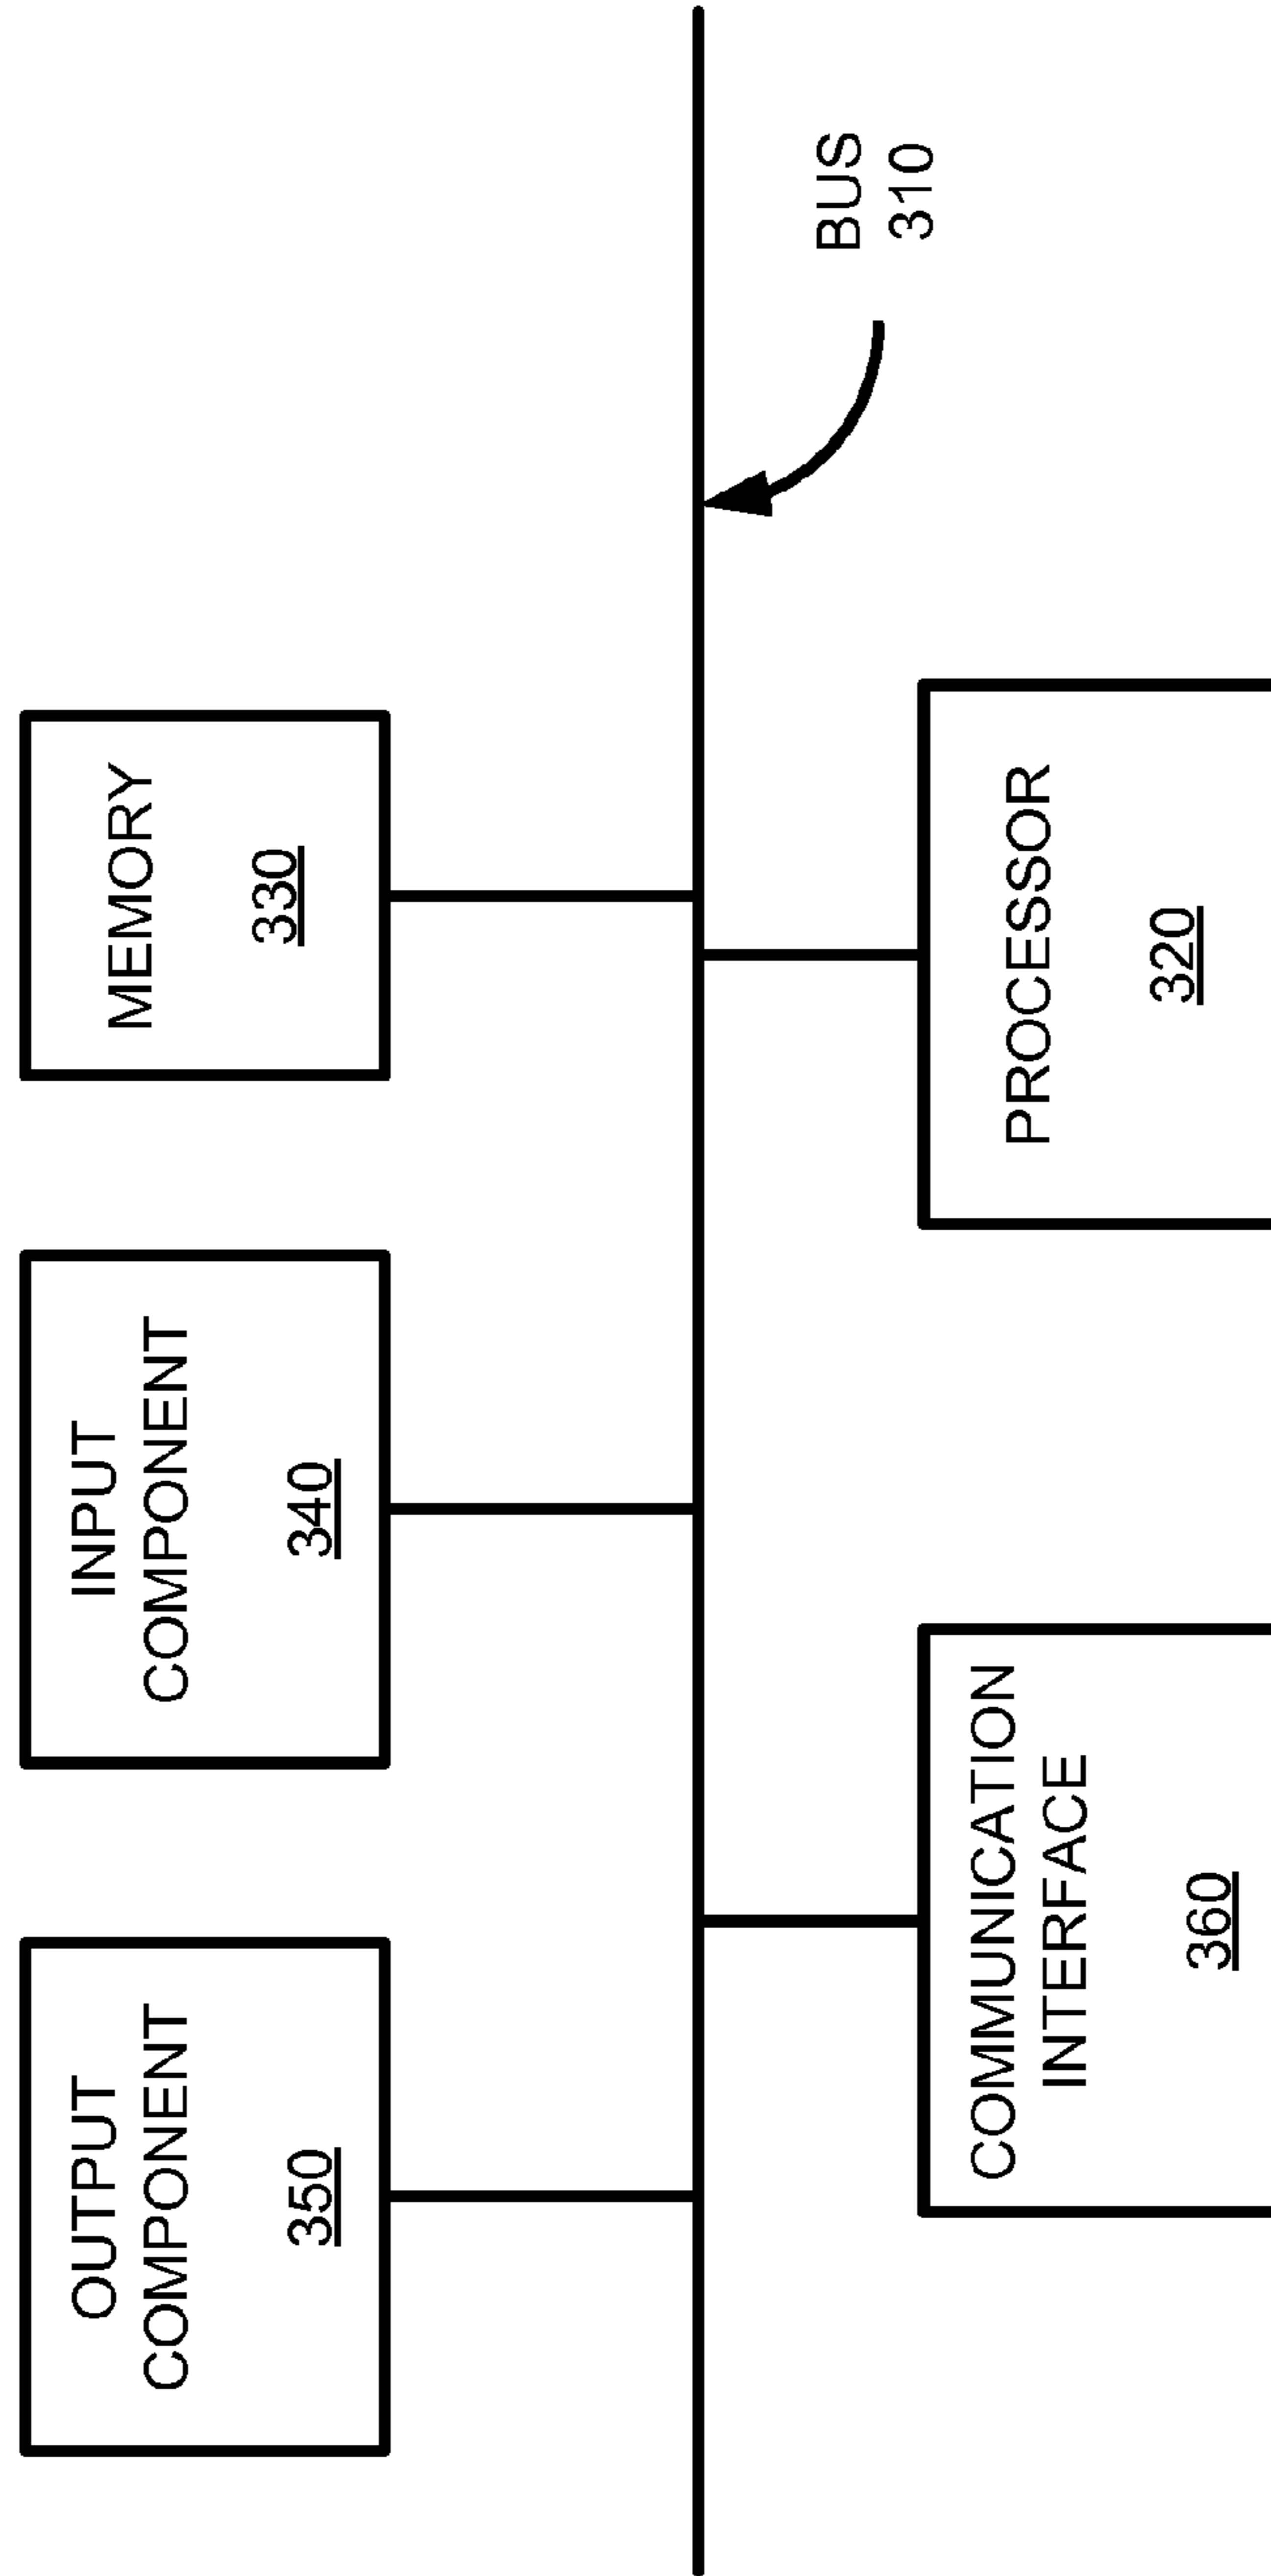 OUTPUT
COMPONENT
350
INPUT
COMPONENT
340
MEMORY
330
BUS
310
COMMUNICATION
INTERFACE
360
PROCESSOR
320